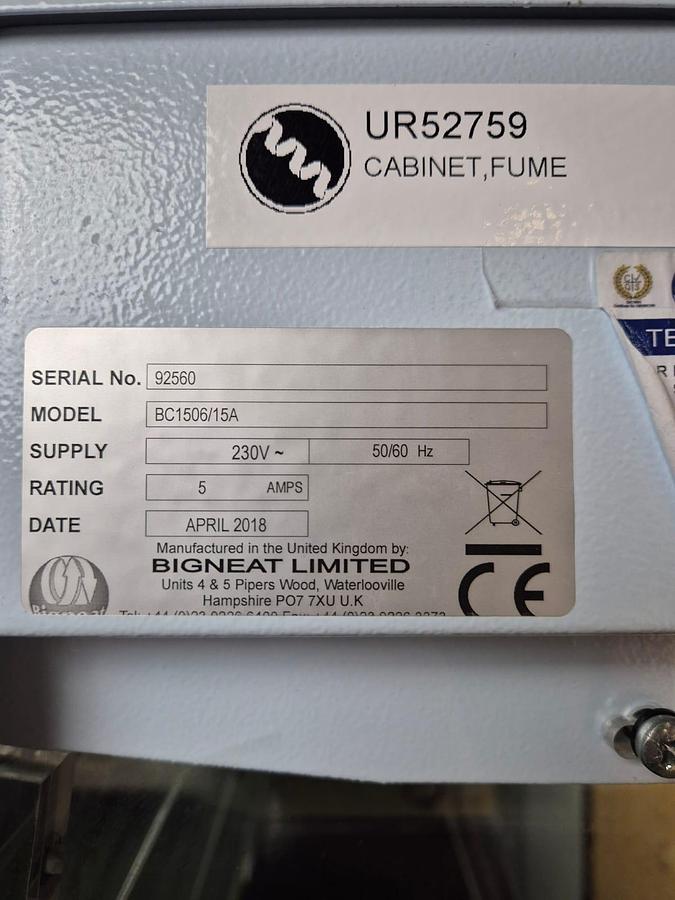 UR52759
CABINET,FUME
TE
R
SERIAL No. 92560
MODEL BC1506/15A
SUPPLY 230V ~ 50/60 Hz
RATING 5 AMPS
DATE APRIL 2018
Manufactured in the United Kingdom by:
BIGNEAT LIMITED
Units 4 & 5 Pipers Wood, Waterlooville
Hampshire PO7 7XU U.K
Bigneat
CE